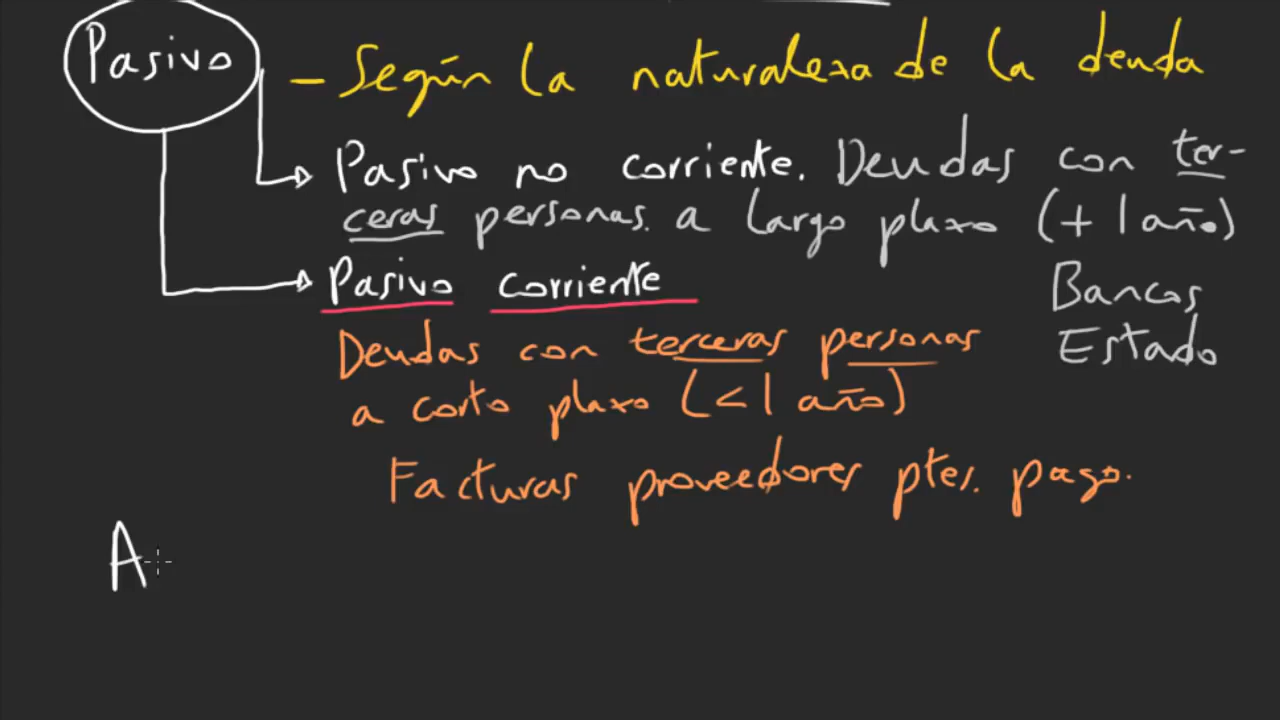 Pasivo
- Según la naturaleza de la deuda
Pasivo no corriente. Deudas con ter-
ceras personas. a largo plazo (+1 año)
Bancos
Estado
Pasivo corriente
Deudas con terceras personas
a corto plazo (<1 año)
Facturas proveedores ptes. pago.
A